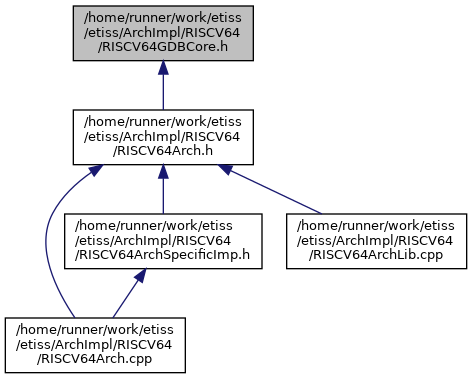 /home/runner/work/etiss
/etiss/ArchImpl/RISCV64
/RISCV64GDBCore.h
/home/runner/work/etiss
/etiss/ArchImpl/RISCV64
/RISCV64Arch.h
/home/runner/work/etiss
/etiss/ArchImpl/RISCV64
/RISCV64ArchSpecificImp.h
/home/runner/work/etiss
/etiss/ArchImpl/RISCV64
/RISCV64ArchLib.cpp
/home/runner/work/etiss
/etiss/ArchImpl/RISCV64
/RISCV64Arch.cpp